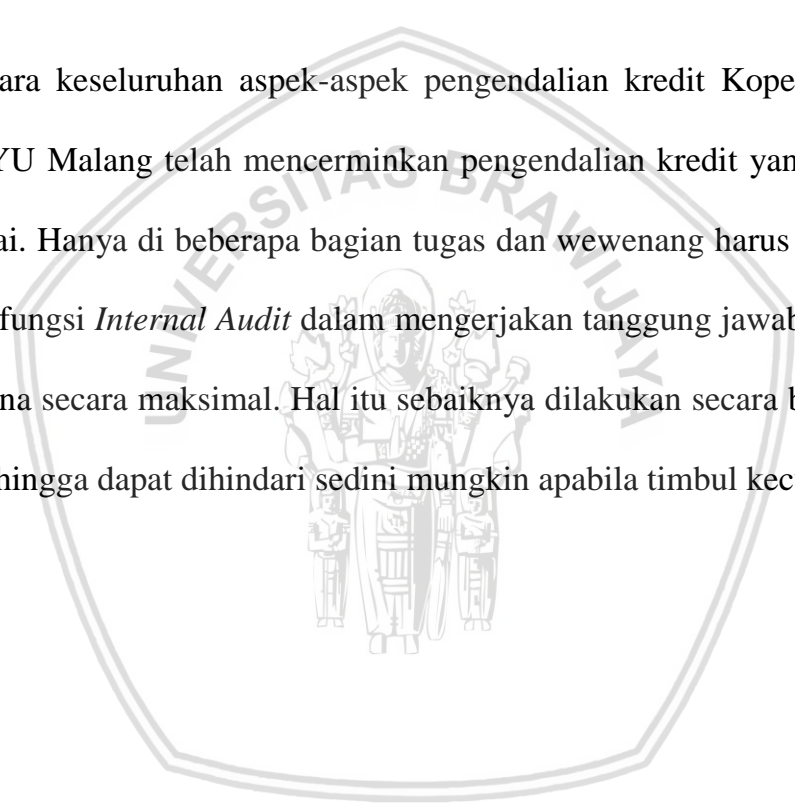 ara keseluruhan aspek-aspek pengendalian kredit Kope
YU Malang telah mencerminkan pengendalian kredit yan
ai. Hanya di beberapa bagian tugas dan wewenang harus
fungsi Internal Audit dalam mengerjakan tanggung jawab
na secara maksimal. Hal itu sebaiknya dilakukan secara b
hingga dapat dihindari sedini mungkin apabila timbul kec
UNIVERSITAS BRAWIJAYA